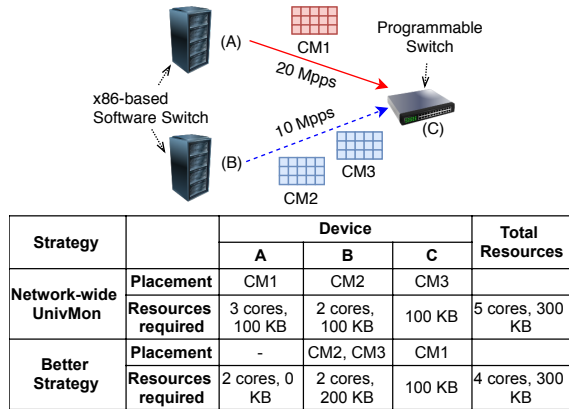 CM1
Programmable
Switch
(A)
20 Mpps
x86-based
Software Switch
10 Mpps
(C)
(B)
CM3
CM2
Strategy
Device
Total
Resources
A
B
C
Network-wide
UnivMon
Placement
CM1
CM2
CM3
Resources
required
3 cores,
100 KB
2 cores,
100 KB
100 KB
5 cores, 300
KB
Better
Strategy
Placement
-
CM2, CM3
CM1
Resources
required
2 cores, 0
KB
2 cores,
200 KB
100 KB
4 cores, 300
KB